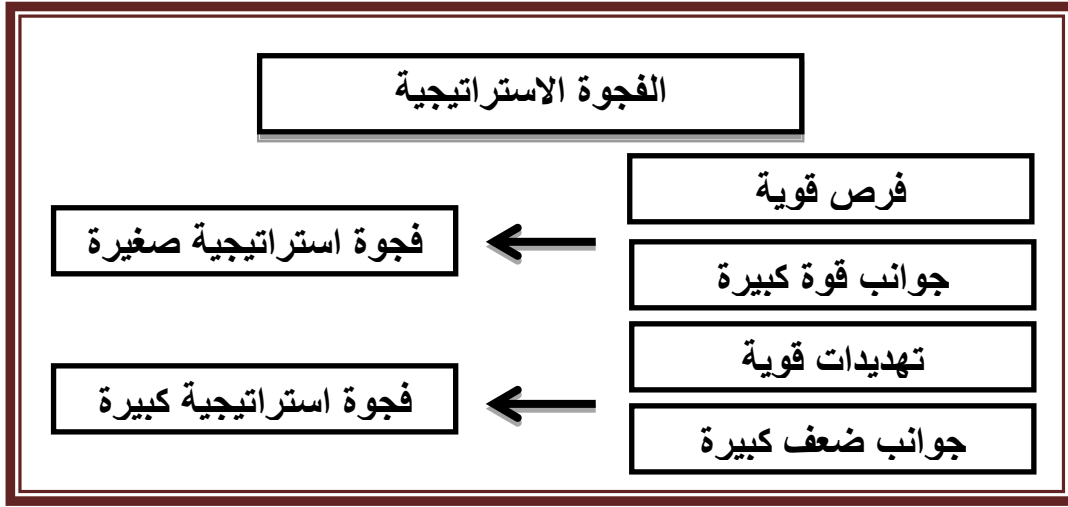 الفجوة الاستراتيجية
فرص قوية
جوانب قوة كبيرة
فجوة استراتيجية صغيرة
تهديدات قوية
جوانب ضعف كبيرة
فجوة استراتيجية كبيرة